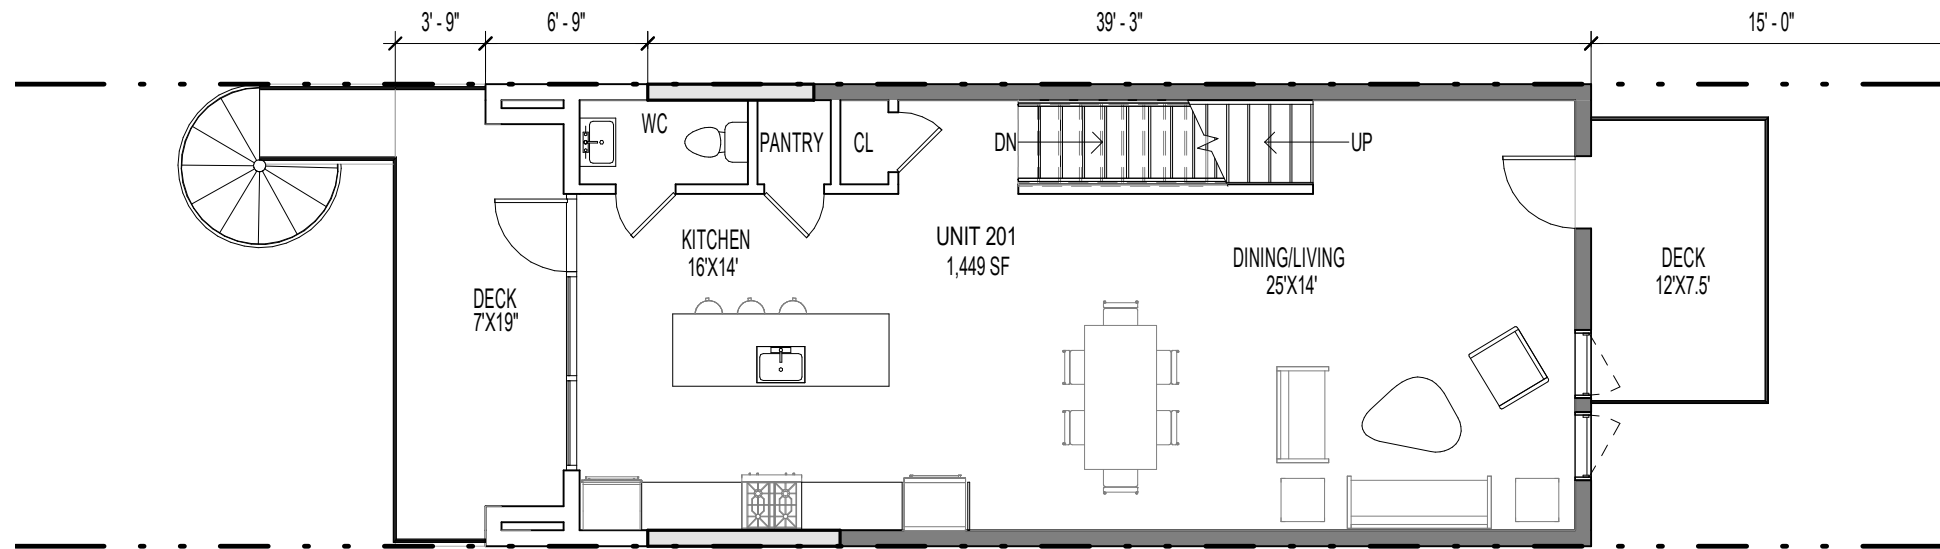 3' - 9"
6' - 9"
39' - 3"
15' - 0"
WC
PANTRY
CL
DN
UP
KITCHEN
16'X14'
UNIT 201
1,449 SF
DINING/LIVING
25'X14'
DECK
12'X7.5'
DECK
7'X19"